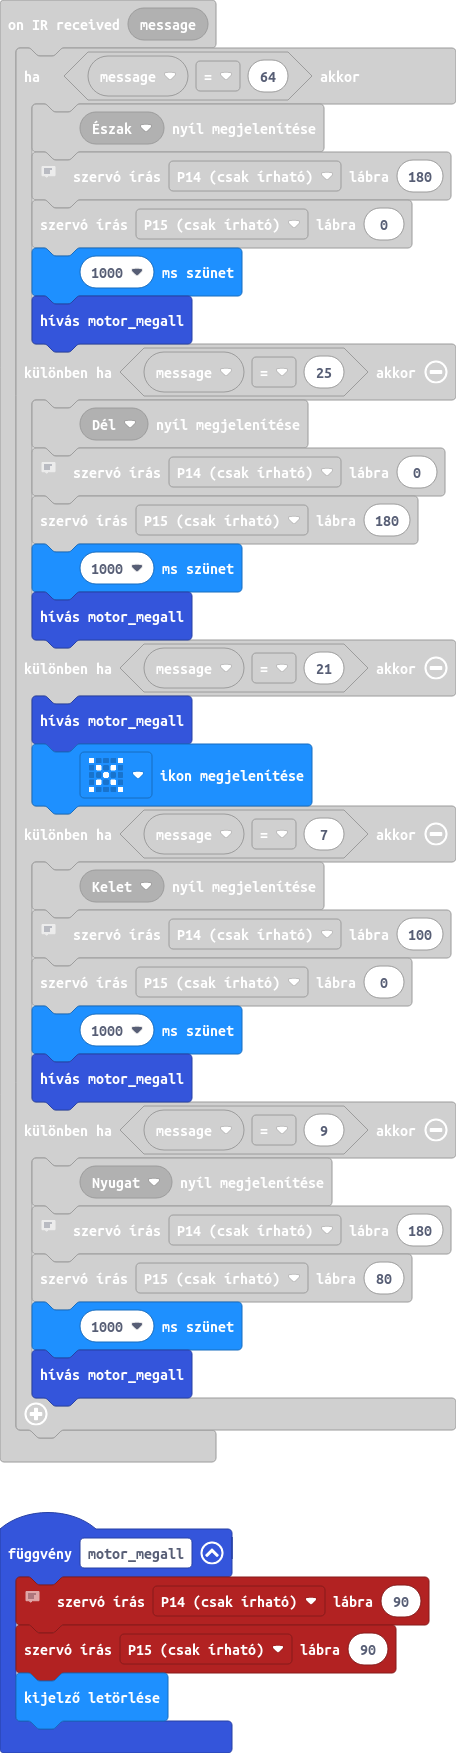 on IR received message
ha message = 64 akkor
Észak nyíl megjelenítése
szervó írás P14 (csak írható) lábra 180
szervó írás P15 (csak írható) lábra 0
1000 ms szünet
hívás motor_megall
különben ha message = 25 akkor
Dél nyíl megjelenítése
szervó írás P14 (csak írható) lábra 0
szervó írás P15 (csak írható) lábra 180
1000 ms szünet
hívás motor_megall
különben ha message = 21 akkor
hívás motor_megall
ikon megjelenítése
különben ha message = 7 akkor
Kelet nyíl megjelenítése
szervó írás P14 (csak írható) lábra 100
szervó írás P15 (csak írható) lábra 0
1000 ms szünet
hívás motor_megall
különben ha message = 9 akkor
Nyugat nyíl megjelenítése
szervó írás P14 (csak írható) lábra 180
szervó írás P15 (csak írható) lábra 80
1000 ms szünet
hívás motor_megall
függvény motor_megall
szervó írás P14 (csak írható) lábra 90
szervó írás P15 (csak írható) lábra 90
kijelző letörlése